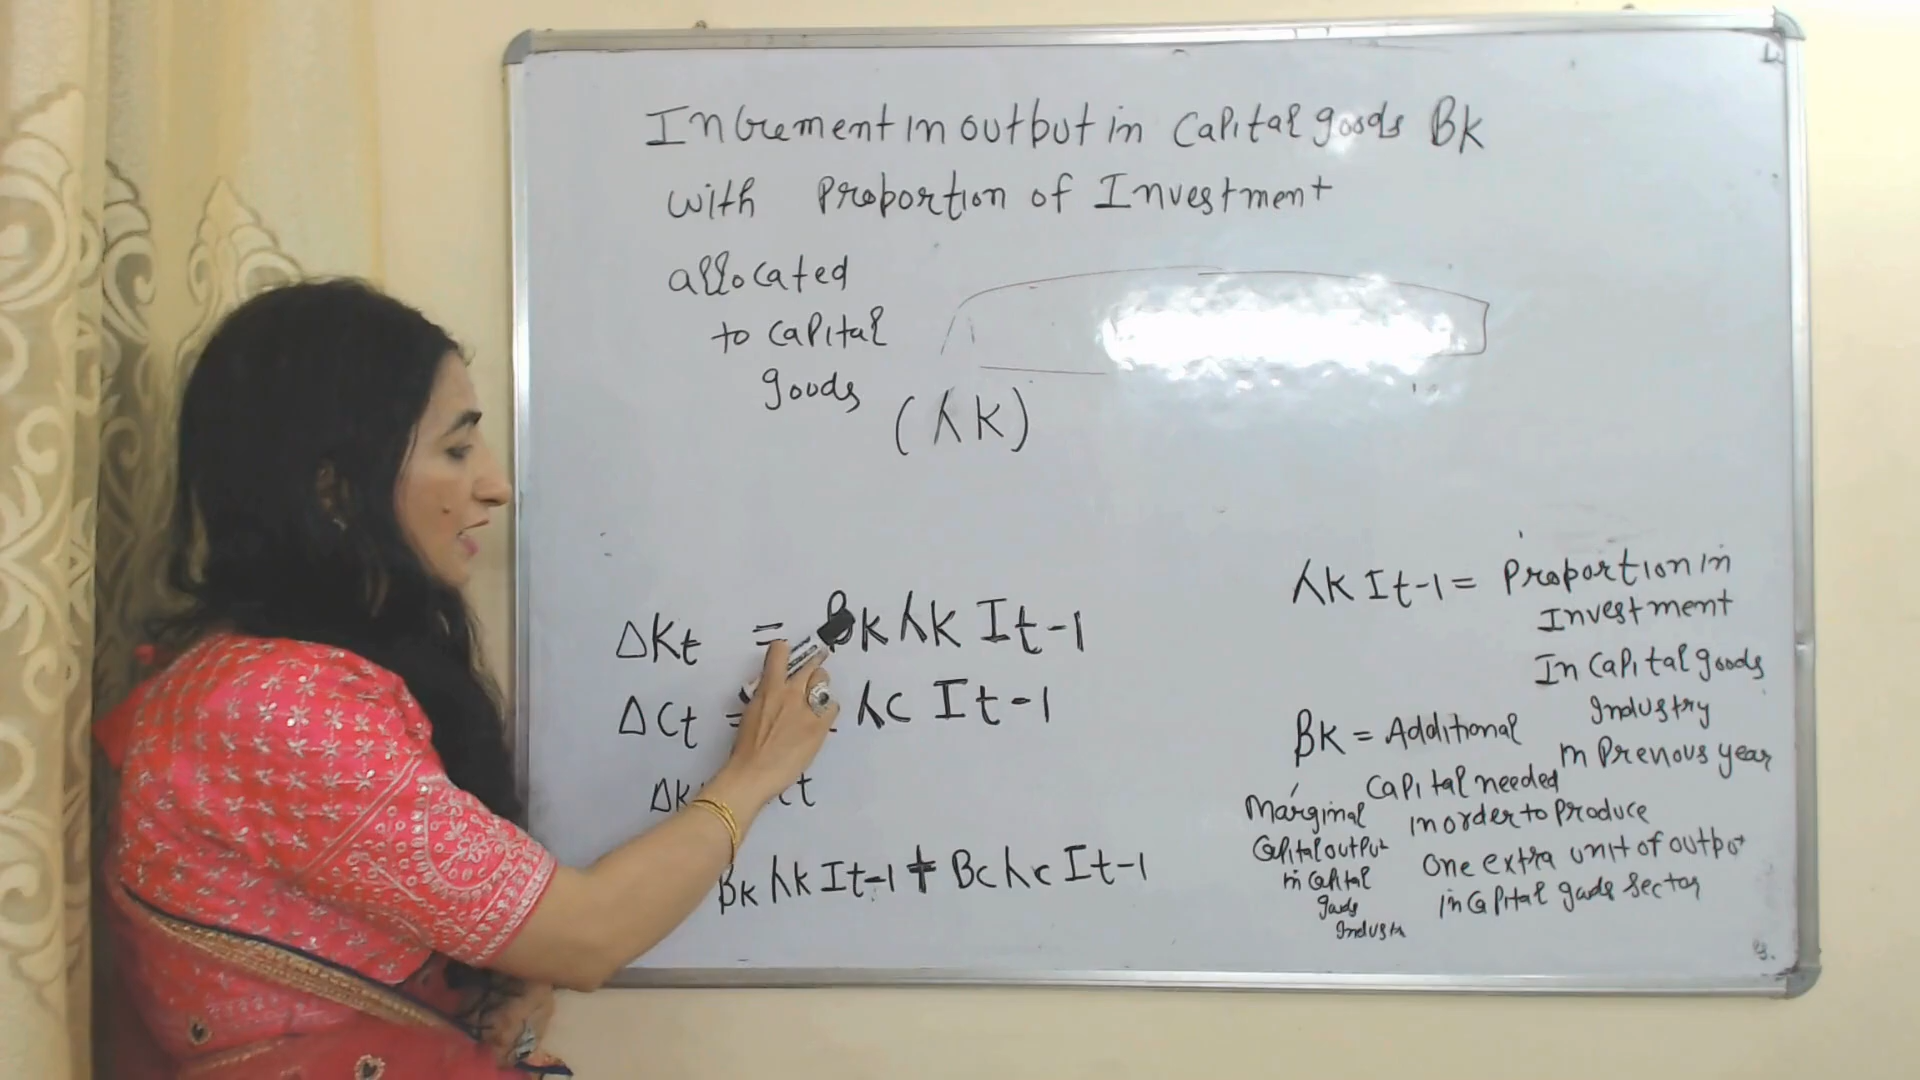 Increment in output in Capital goods βK
with Proportion of Investment
allocated
to capital
goods (λK)
ΔKt = βK λK It-1
ΔCt = λC It-1
ΔK
βK λK It-1 + βC λC It-1
λK It-1 = Proportion in
Investment
In Capital goods
Industry
in Previous year
βK = Additional
Capital needed
in order to produce
One extra unit of output
in Capital goods sector
Marginal
Capital output
in Capital
goods
Industr